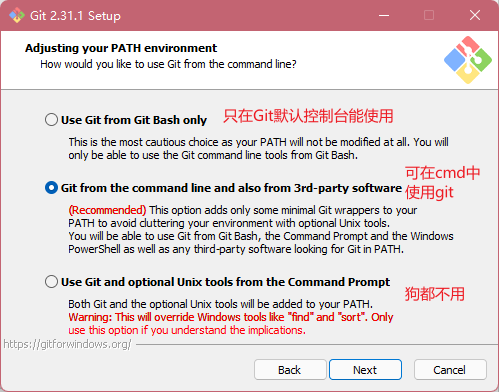 Git 2.31.1 Setup
Adjusting your PATH environment
How would you like to use Git from the command line?
Use Git from Git Bash only
只在Git默认控制台能使用
This is the most cautious choice as your PATH will not be modified at all. You will
only be able to use the Git command line tools from Git Bash.
可在cmd中
使用git
Git from the command line and also from 3rd-party software
(Recommended) This option adds only some minimal Git wrappers to your
PATH to avoid cluttering your environment with optional Unix tools.
You will be able to use Git from Git Bash, the Command Prompt and the Windows
PowerShell as well as any third-party software looking for Git in PATH.
Use Git and optional Unix tools from the Command Prompt
狗都不用
Both Git and the optional Unix tools will be added to your PATH.
Warning: This will override Windows tools like "find" and "sort". Only
use this option if you understand the implications.
https://gitforwindows.org/
Back
Next
Cancel